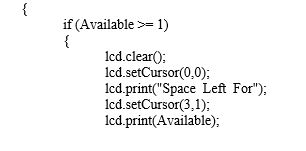 {
if (Available >= 1)
{
lcd.clear();
lcd.setCursor(0,0);
lcd.print("Space Left For");
lcd.setCursor(3,1);
lcd.print(Available);